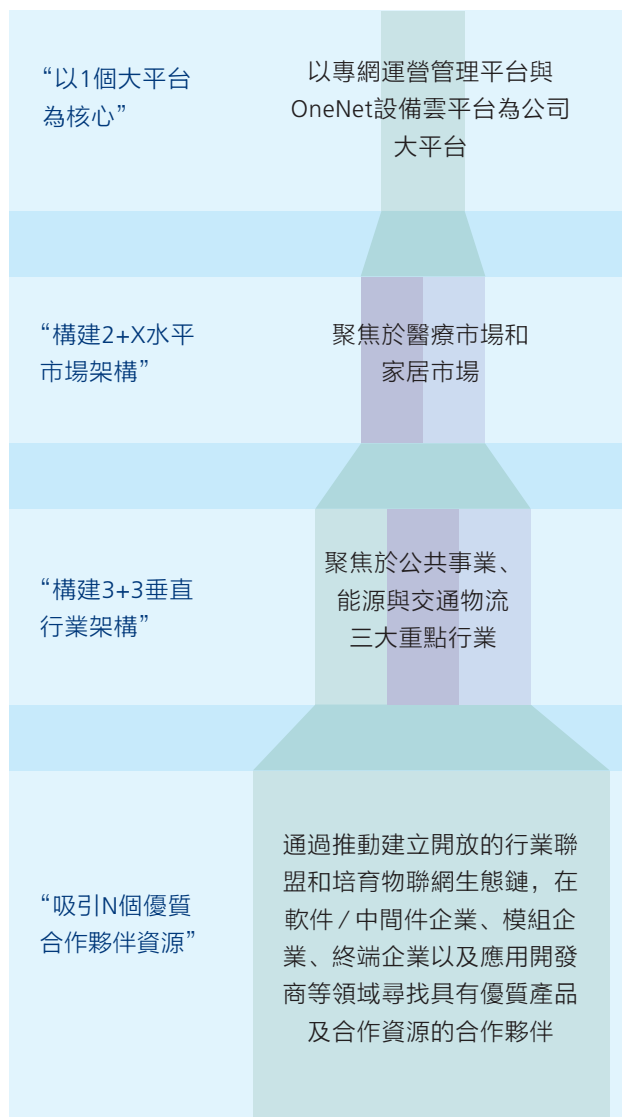 “以1個大平台
為核心”
以專網運營管理平台與
OneNet設備雲平台為公司
大平台
“構建2+X水平
市場架構”
聚焦於醫療市場和
家居市場
“構建3+3垂直
行業架構”
聚焦於公共事業、
能源與交通物流
三大重點行業
“吸引N個優質
合作夥伴資源”
通過推動建立開放的行業聯
盟和培育物聯網生態鏈，在
軟件／中間件企業、模組企
業、終端企業以及應用開發
商等領域尋找具有優質產品
及合作資源的合作夥伴